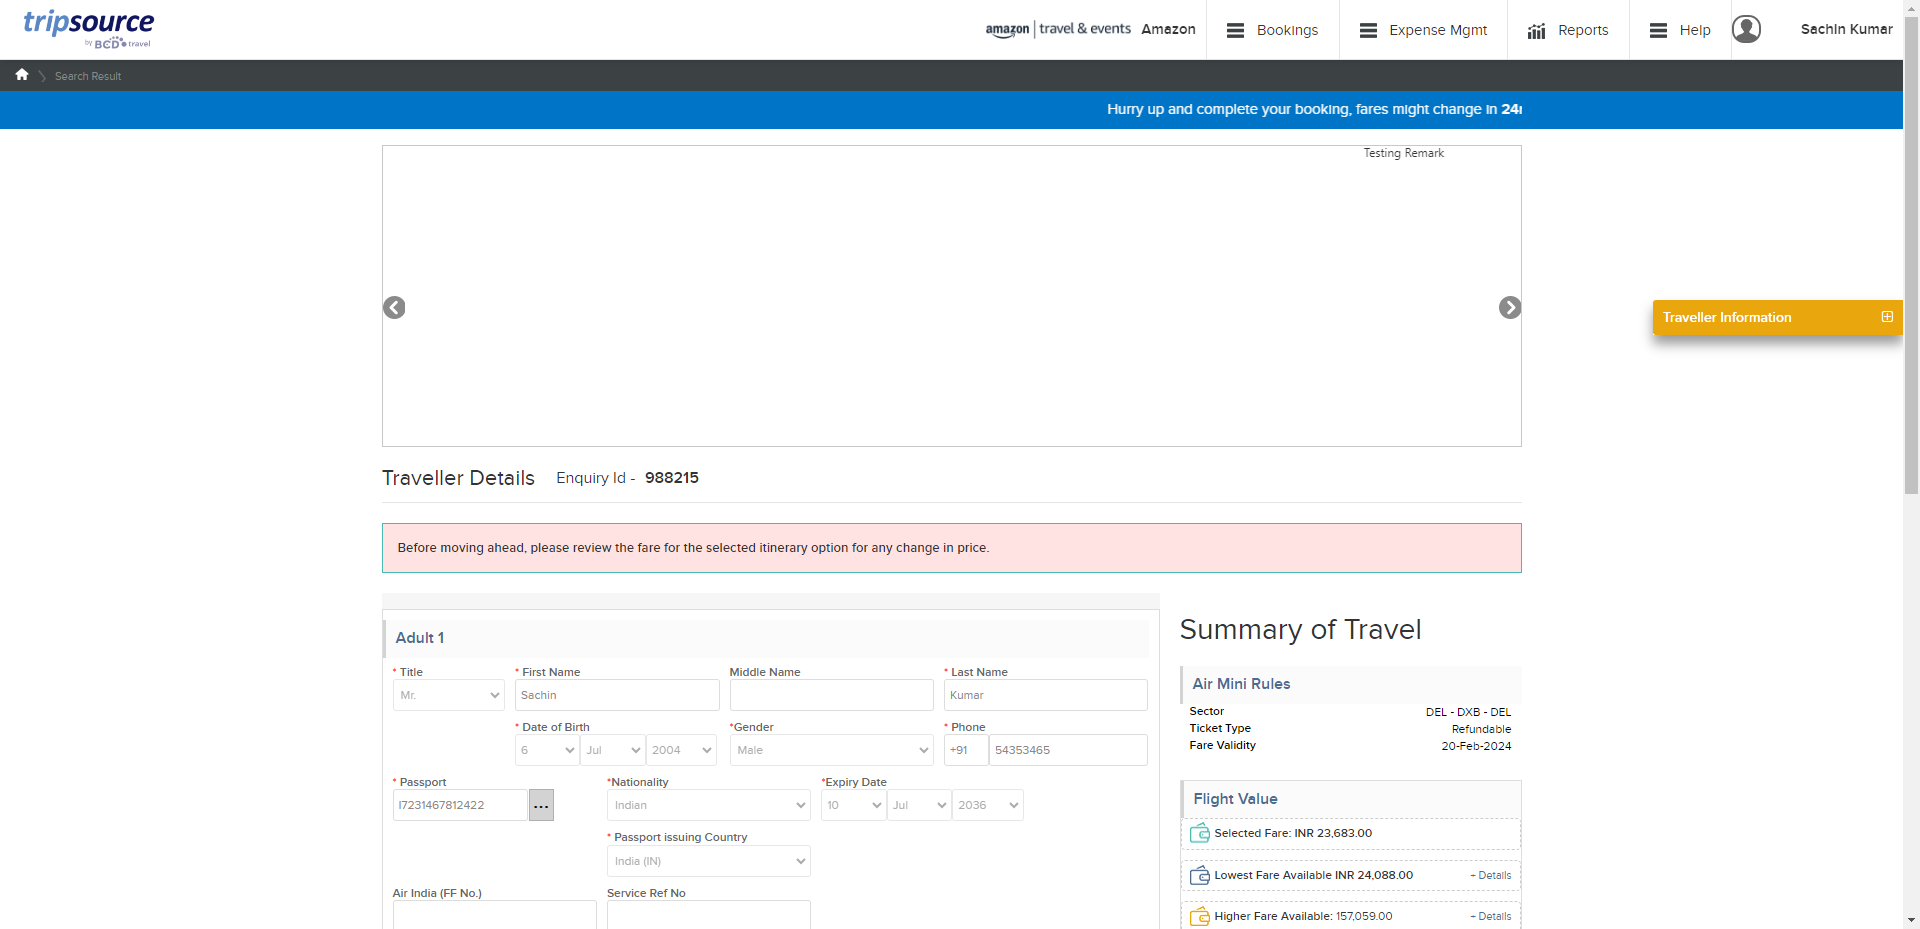 tripsource
by BCD travel
amazon travel & events Amazon
Bookings
Expense Mgmt
Reports
Help
Sachin Kumar
Search Result
Hurry up and complete your booking, fares might change in 24
Testing Remark
Traveller Information
Traveller Details Enquiry Id - 988215
Before moving ahead, please review the fare for the selected itinerary option for any change in price.
Adult 1
* Title * First Name Middle Name * Last Name
Mr. Sachin Kumar
* Date of Birth *Gender * Phone
6 Jul 2004 Male +91 54353465
* Passport *Nationality *Expiry Date
I7231467812422 ... Indian 10 Jul 2036
* Passport issuing Country
India (IN)
Air India (FF No.) Service Ref No
Summary of Travel
Air Mini Rules
Sector DEL - DXB - DEL
Ticket Type Refundable
Fare Validity 20-Feb-2024
Flight Value
Selected Fare: INR 23,683.00
Lowest Fare Available INR 24,088.00 + Details
Higher Fare Available: 157,059.00 + Details